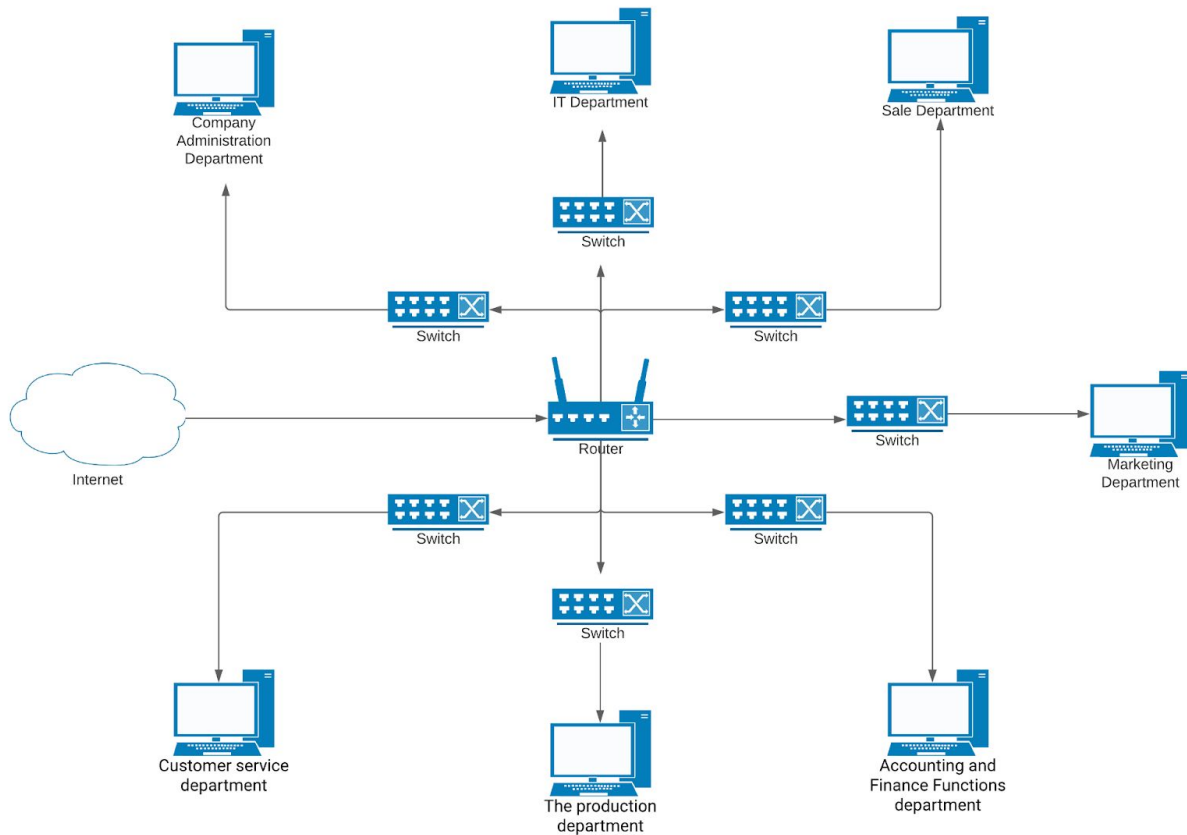 IT Department
Sale Department
Company
Administration
Department
Switch
Switch
Switch
Switch
Router
Internet
Marketing
Department
Switch
Switch
Switch
Customer service
department
The production
department
Accounting and
Finance Functions
department